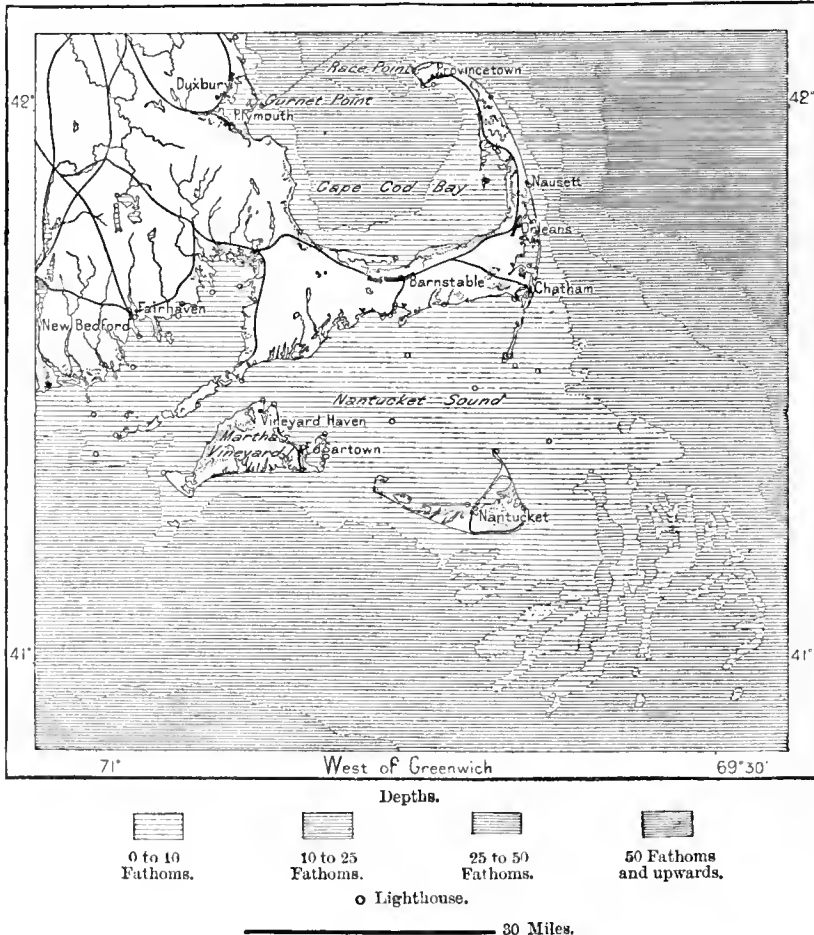 Race Point
Provincetown
Duxbury
42°
42°
Gurnet Point
Plymouth
Cape Cod Bay
Nausett
Orleans
Barnstable
Chatham
Fairhaven
New Bedford
Nantucket Sound
Vineyard Haven
Marthas
Vineyard
Edgartown
Nantucket
41°
41°
71°
West of Greenwich
69°30'
Depths.
0 to 10
Fathoms.
10 to 25
Fathoms.
25 to 50
Fathoms.
50 Fathoms
and upwards.
Lighthouse.
30 Miles.